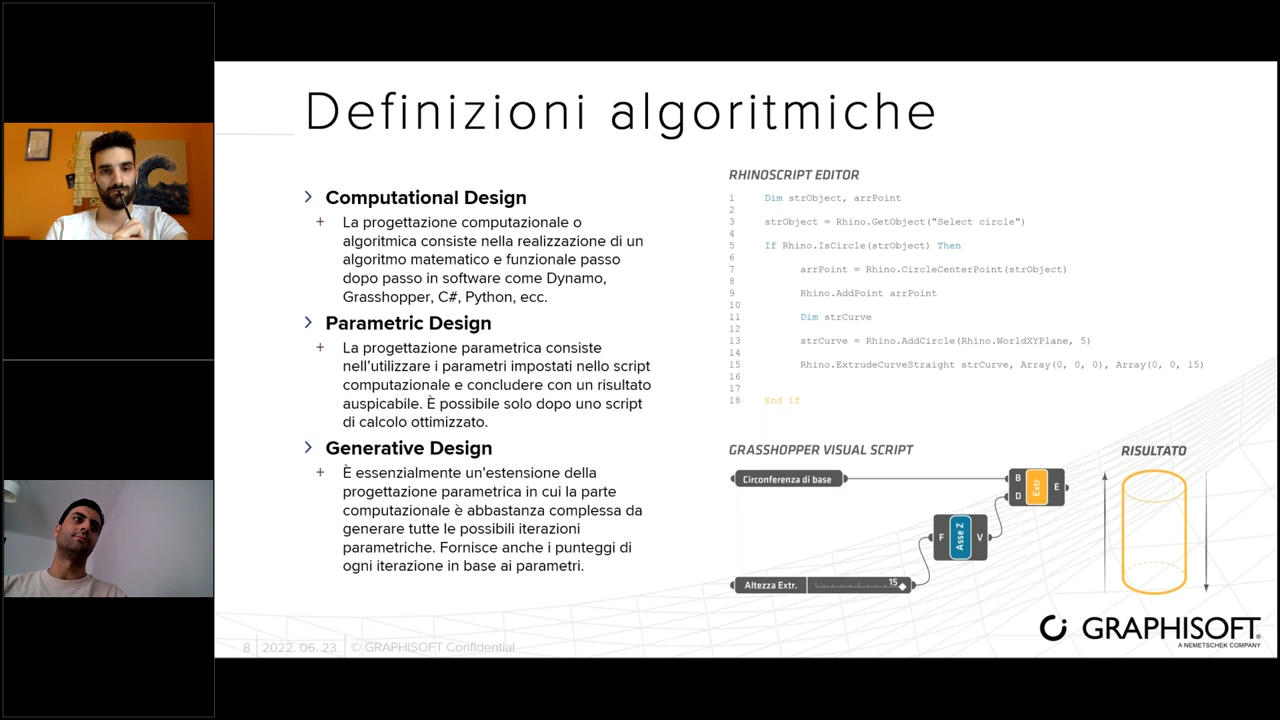 Definizioni algoritmiche
Computational Design
La progettazione computazionale o
algoritmica consiste nella realizzazione di un
algoritmo matematico e funzionale passo
dopo passo in software come Dynamo,
Grasshopper, C#, Python, ecc.
Parametric Design
La progettazione parametrica consiste
nell'utilizzare i parametri impostati nello script
computazionale e concludere con un risultato
auspicabile. È possibile solo dopo uno script
di calcolo ottimizzato.
Generative Design
È essenzialmente un'estensione della
progettazione parametrica in cui la parte
computazionale è abbastanza complessa da
generare tutte le possibili iterazioni
parametriche. Fornisce anche i punteggi di
ogni iterazione in base ai parametri.
RHINOSCRIPT EDITOR
1 Dim strObject, arrPoint
2
3 strObject = Rhino.GetObject("Select circle")
4
5 If Rhino.IsCircle(strObject) Then
6
7 arrPoint = Rhino.CircleCenterPoint(strObject)
8
9 Rhino.AddPoint arrPoint
10
11 Dim strCurve
12
13 strCurve = Rhino.AddCircle(Rhino.WorldXYPlane, 5)
14
15 Rhino.ExtrudeCurveStraight strCurve, Array(0, 0, 0), Array(0, 0, 15)
16
17
18 End If
GRASSHOPPER VISUAL SCRIPT
Circonferenza di base
B
D
Extr
E
F
Asse Z
V
Altezza Extr.
15
RISULTATO
8 2022. 06. 23. © GRAPHISOFT Confidential
GRAPHISOFT.
A NEMETSCHEK COMPANY